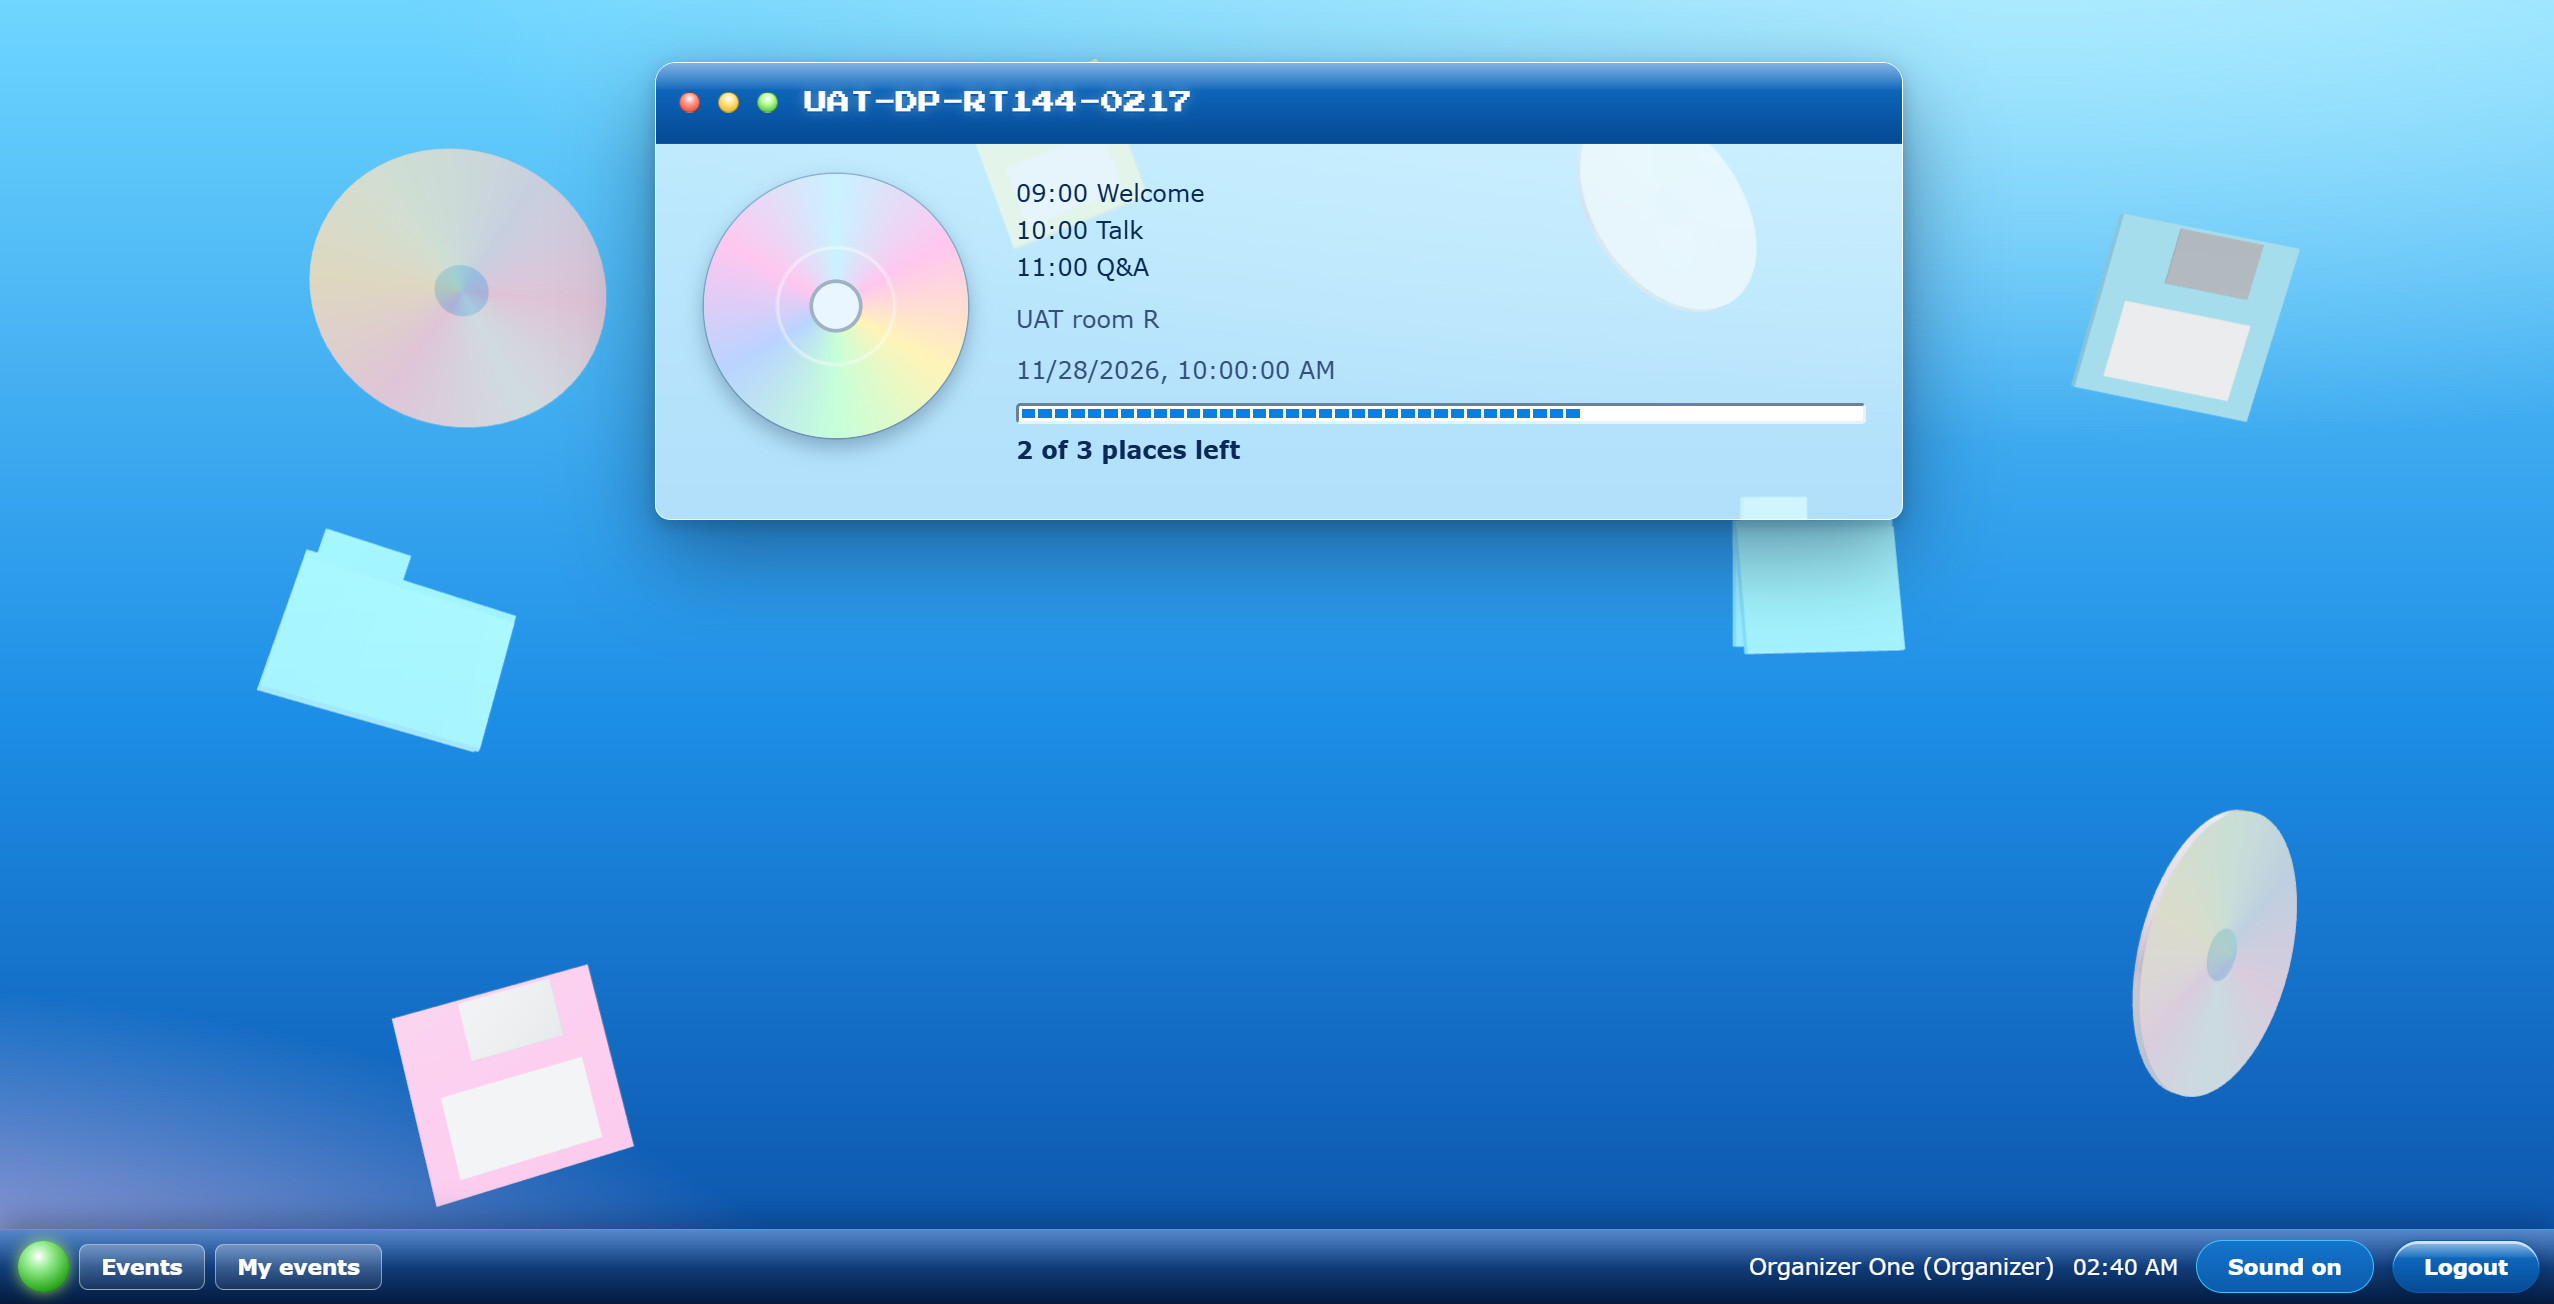 UAT-DP-RT144-0217
09:00 Welcome
10:00 Talk
11:00 Q&A
UAT room R
11/28/2026, 10:00:00 AM
2 of 3 places left
Events
My events
Organizer One (Organizer)
02:40 AM
Sound on
Logout